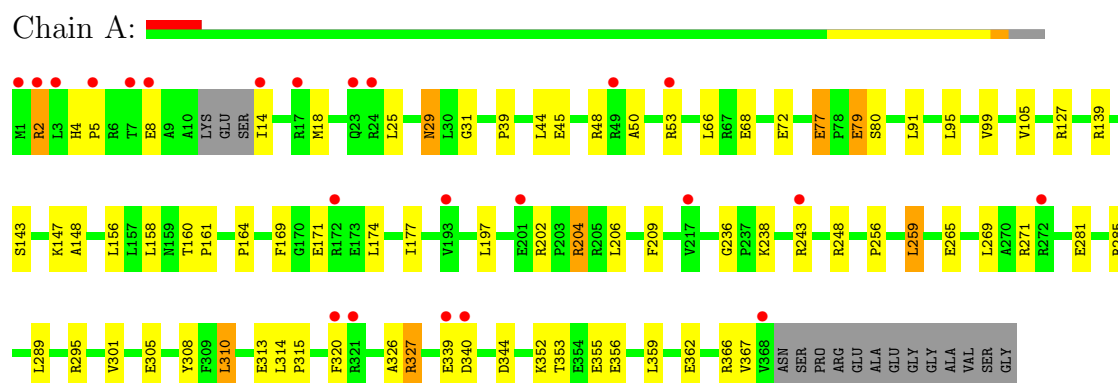 Chain A:
M1 R2 L3 H4 P5 R6 T7 E8 A9 A10 LYS GLU SER I14 R17 M18 Q23 R24 L25 N29 L30 G31 P39 L44 E45 R48 R49 A50 R53 L66 R67 E68 E72 E77 P78 E79 S80 L91 L95 V99 V105 R127 R139
S143 K147 A148 L156 L157 L158 N159 T160 P161 P164 F169 G170 E171 R172 E173 L174 I177 V193 L197 E201 R202 P203 R204 R205 L206 F209 V217 G236 P237 K238 R243 R248 P256 L259 E265 L269 A270 R271 R272 E281
L289 R295 V301 E305 Y308 F309 L310 E313 L314 P315 F320 R321 A326 R327 E339 D340 D344 K352 T353 E354 E355 E356 L359 E362 R366 V367 V368 ASN SER PRO ARG GLU ALA GLU GLY GLY ALA VAL SER GLY